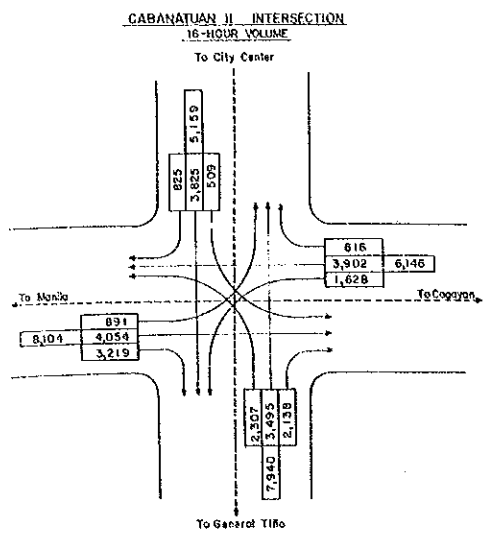 CABANATUAN II INTERSECTION
16-HOUR VOLUME
To City Center
5,159
825 3,825 509
616
3,902 6,146
1,628
To Manila
To Cagayan
891
8,104 4,054
3,219
2,307 3,495 2,138
7,940
To General Tiño